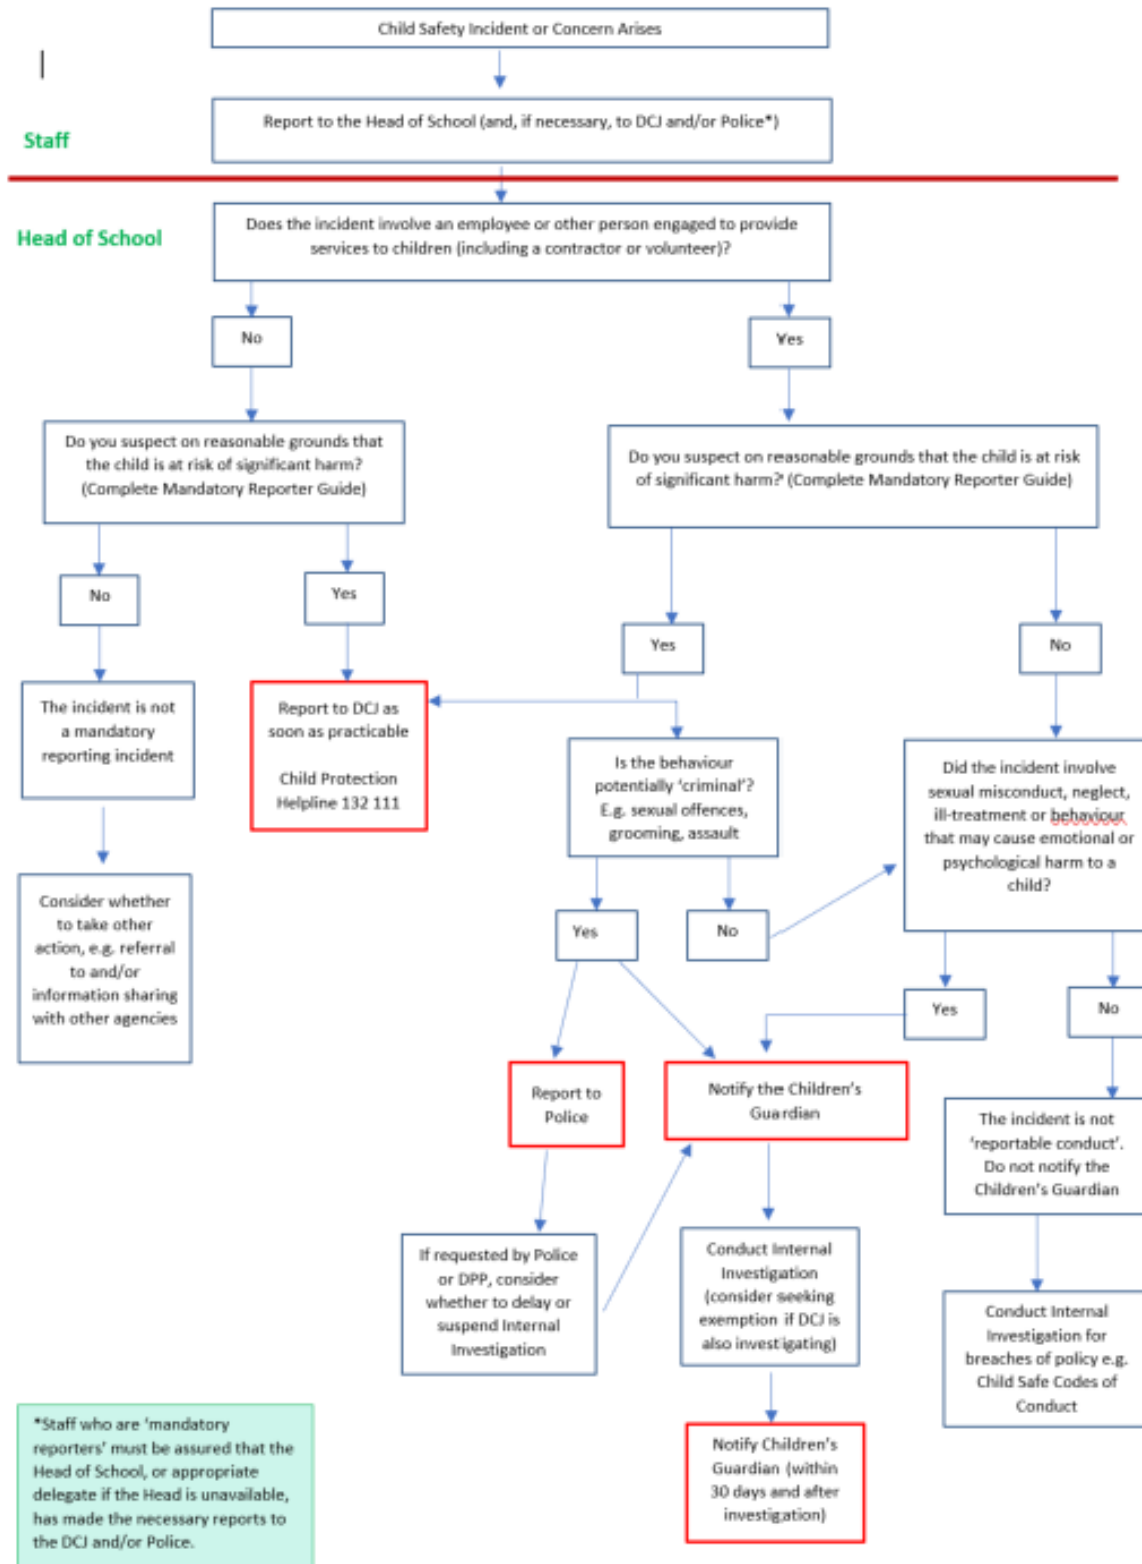 Child Safety Incident or Concern Arises
Staff
Report to the Head of School (and, if necessary, to DCJ and/or Police*)
Head of School
Does the incident involve an employee or other person engaged to provide
services to children (including a contractor or volunteer)?
No
Yes
Do you suspect on reasonable grounds that
the child is at risk of significant harm?
(Complete Mandatory Reporter Guide)
Do you suspect on reasonable grounds that the child is at risk
of significant harm? (Complete Mandatory Reporter Guide)
No
Yes
Yes
No
The incident is not
a mandatory
reporting incident
Report to DCJ as
soon as practicable
Child Protection
Helpline 132 111
Is the behaviour
potentially ‘criminal’?
E.g. sexual offences,
grooming, assault
Did the incident involve
sexual misconduct, neglect,
ill-treatment or behaviour
that may cause emotional or
psychological harm to a
child?
Consider whether
to take other
action, e.g. referral
to and/or
information sharing
with other agencies
Yes
No
Yes
No
Report to
Police
Notify the Children's
Guardian
The incident is not
‘reportable conduct’.
Do not notify the
Children's Guardian
If requested by Police
or DPP, consider
whether to delay or
suspend Internal
Investigation
Conduct Internal
Investigation
(consider seeking
exemption if DCJ is
also investigating)
Conduct Internal
Investigation for
breaches of policy e.g.
Child Safe Codes of
Conduct
*Staff who are ‘mandatory
reporters’ must be assured that the
Head of School, or appropriate
delegate if the Head is unavailable,
has made the necessary reports to
the DCJ and/or Police.
Notify Children's
Guardian (within
30 days and after
investigation)